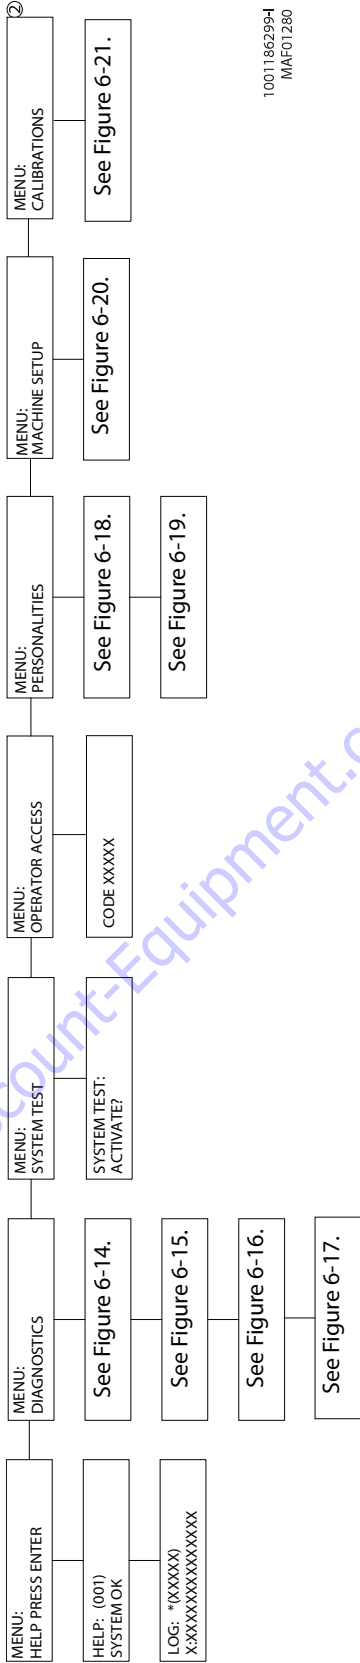 MENU:
HELP PRESS ENTER
HELP: (001)
SYSTEM OK
LOG: *(XXXXX)
X:XXXXXXXXXXXXXXX
MENU:
DIAGNOSTICS
See Figure 6-14.
See Figure 6-15.
See Figure 6-16.
See Figure 6-17.
MENU:
SYSTEM TEST
SYSTEM TEST:
ACTIVATE?
MENU:
OPERATOR ACCESS
CODE XXXXX
MENU:
PERSONALITIES
See Figure 6-18.
See Figure 6-19.
MENU:
MACHINE SETUP
See Figure 6-20.
MENU:
CALIBRATIONS
See Figure 6-21.
②
1001186299-I
MAF01280